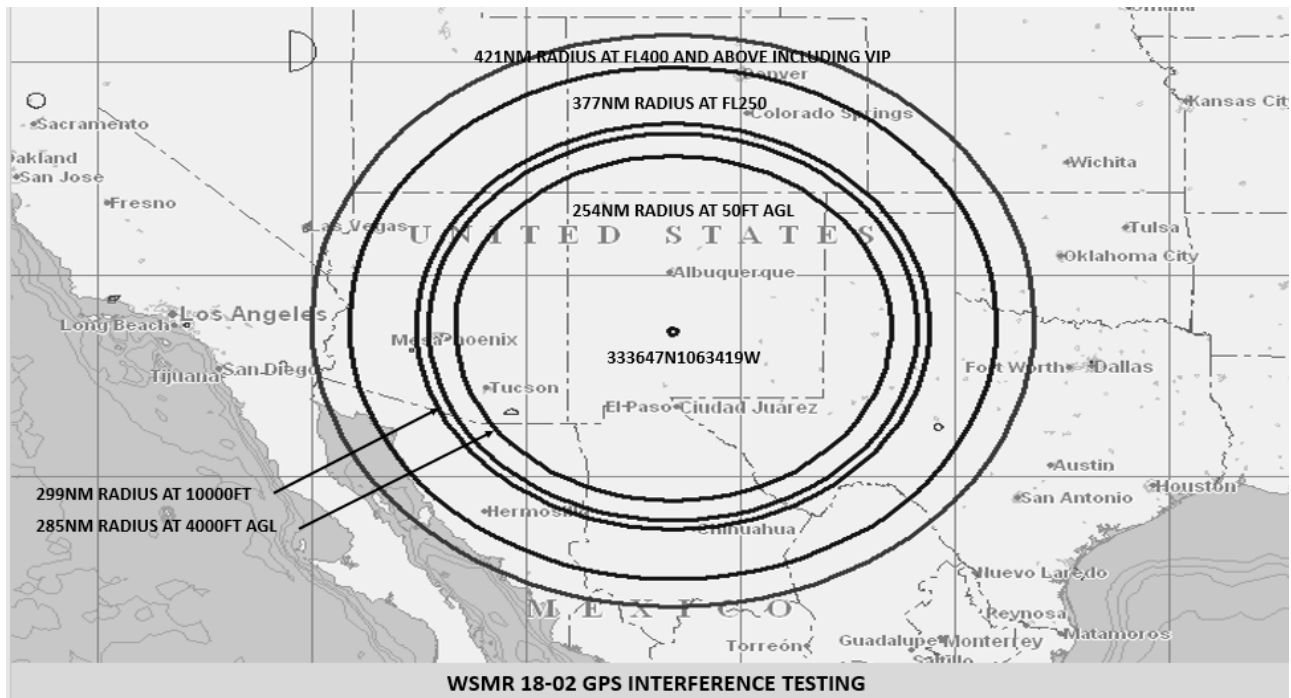 421NM RADIUS AT FL400 AND ABOVE INCLUDING VIP
Omaha
Denver
377NM RADIUS AT FL250
Colorado Springs
Kansas City
Sacramento
Oakland
San Jose
Wichita
Fresno
254NM RADIUS AT 50FT AGL
Las Vegas
UNITED STATES
Tulsa
Oklahoma City
Albuquerque
Los Angeles
Long Beach
Mesa
Phoenix
333647N1063419W
San Diego
Tijuana
Fort Worth
Dallas
Tucson
El Paso
Ciudad Juárez
Austin
299NM RADIUS AT 10000FT
San Antonio
Houston
285NM RADIUS AT 4000FT AGL
Hermosillo
Chihuahua
Nuevo Laredo
MEXICO
Reynosa
Matamoros
Torreón
Guadalupe
Monterrey
Saltillo
WSMR 18-02 GPS INTERFERENCE TESTING